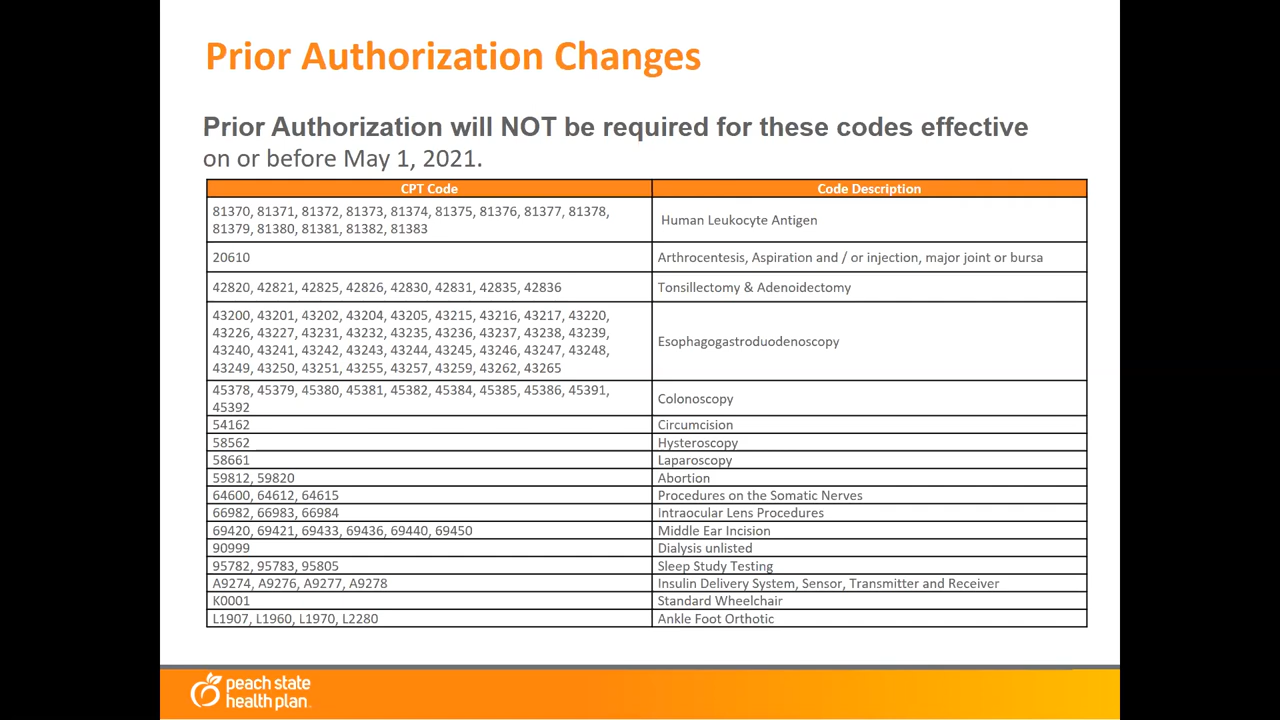 Prior Authorization Changes
Prior Authorization will NOT be required for these codes effective
on or before May 1, 2021.
CPT Code Code Description
81370, 81371, 81372, 81373, 81374, 81375, 81376, 81377, 81378,
81379, 81380, 81381, 81382, 81383
Human Leukocyte Antigen
20610 Arthrocentesis, Aspiration and / or injection, major joint or bursa
42820, 42821, 42825, 42826, 42830, 42831, 42835, 42836 Tonsillectomy & Adenoidectomy
43200, 43201, 43202, 43204, 43205, 43215, 43216, 43217, 43220,
43226, 43227, 43231, 43232, 43235, 43236, 43237, 43238, 43239,
43240, 43241, 43242, 43243, 43244, 43245, 43246, 43247, 43248,
43249, 43250, 43251, 43255, 43257, 43259, 43262, 43265
Esophagogastroduodenoscopy
45378, 45379, 45380, 45381, 45382, 45384, 45385, 45386, 45391,
45392
Colonoscopy
54162 Circumcision
58562 Hysteroscopy
58661 Laparoscopy
59812, 59820 Abortion
64600, 64612, 64615 Procedures on the Somatic Nerves
66982, 66983, 66984 Intraocular Lens Procedures
69420, 69421, 69433, 69436, 69440, 69450 Middle Ear Incision
90999 Dialysis unlisted
95782, 95783, 95805 Sleep Study Testing
A9274, A9276, A9277, A9278 Insulin Delivery System, Sensor, Transmitter and Receiver
K0001 Standard Wheelchair
L1907, L1960, L1970, L2280 Ankle Foot Orthotic
peach state
health plan.